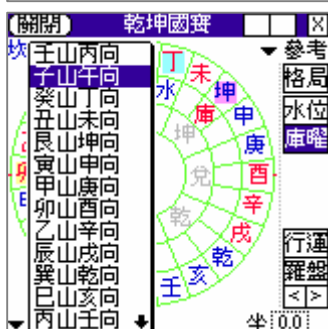 (開關) 乾坤國寶 X
坎 壬山丙向 丁 未 ▼ 參考
子山午向 水 坤 格局
癸山丁向 庫 申 水位
丑山未向 坤 庚 庫曜
艮山坤向
寅山申向 兌 酉
甲山庚向
卯 卯山酉向 辛
乙山辛向 戌 行運
辰山戌向 乾 乾 羅盤
巽山乾向 亥 < >
巳山亥向 壬
丙山壬向 坐 0.0